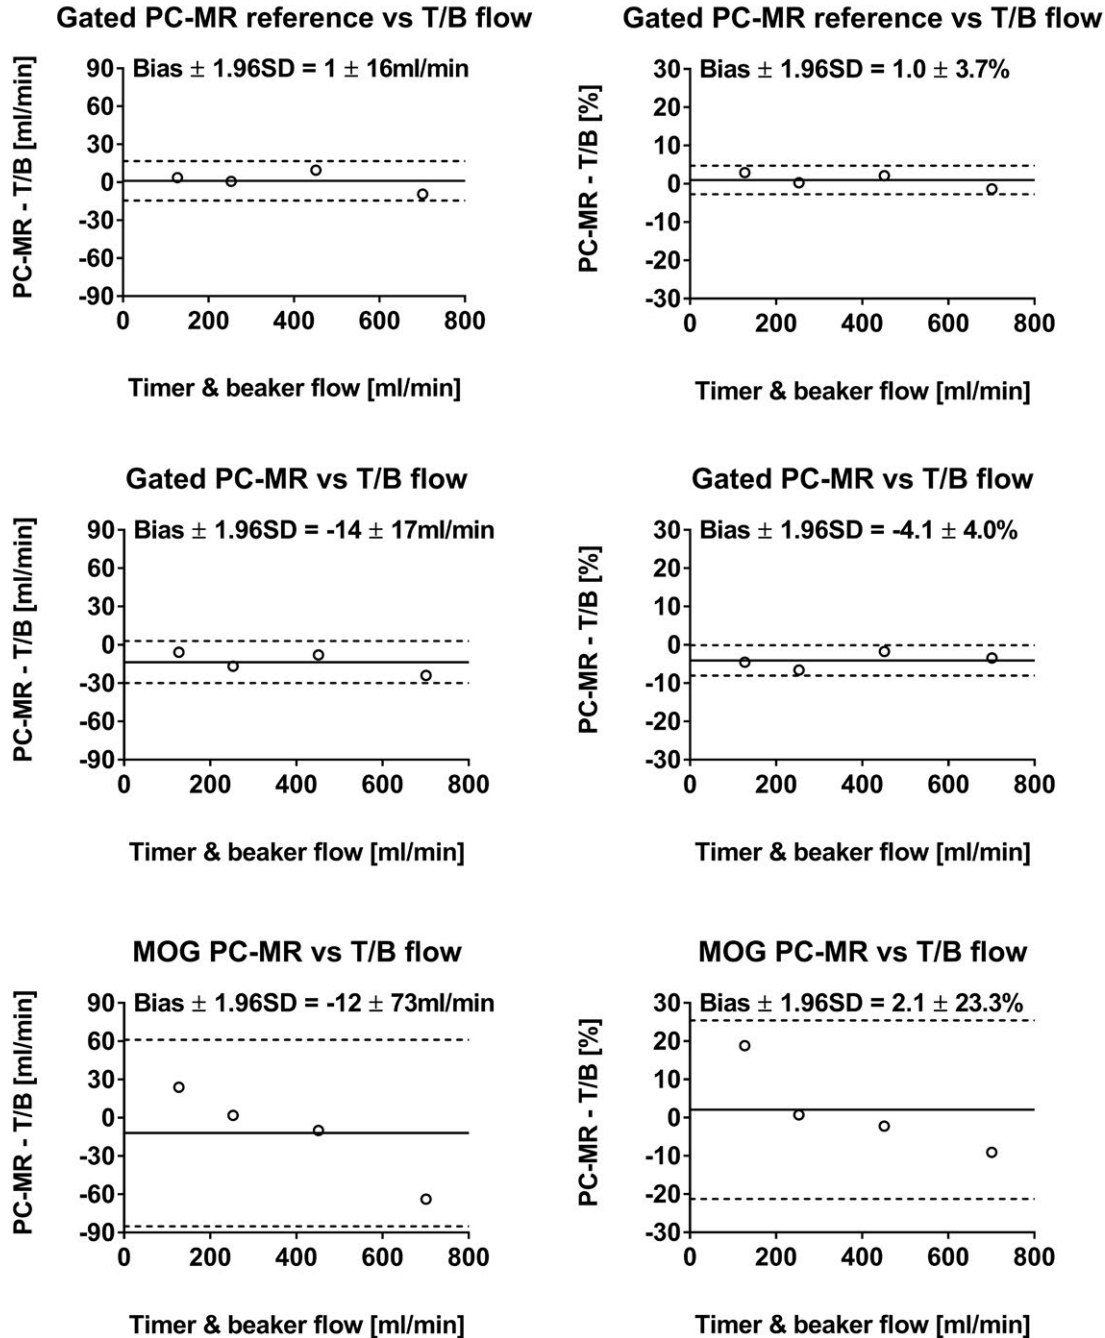 Gated PC-MR reference vs T/B flow
Bias ± 1.96SD = 1 ± 16ml/min
PC-MR - T/B [ml/min]
90
60
30
0
-30
-60
-90
0 200 400 600 800
Timer & beaker flow [ml/min]
Gated PC-MR reference vs T/B flow
Bias ± 1.96SD = 1.0 ± 3.7%
PC-MR - T/B [%]
30
20
10
0
-10
-20
-30
0 200 400 600 800
Timer & beaker flow [ml/min]
Gated PC-MR vs T/B flow
Bias ± 1.96SD = -14 ± 17ml/min
PC-MR - T/B [ml/min]
90
60
30
0
-30
-60
-90
0 200 400 600 800
Timer & beaker flow [ml/min]
Gated PC-MR vs T/B flow
Bias ± 1.96SD = -4.1 ± 4.0%
PC-MR - T/B [%]
30
20
10
0
-10
-20
-30
0 200 400 600 800
Timer & beaker flow [ml/min]
MOG PC-MR vs T/B flow
Bias ± 1.96SD = -12 ± 73ml/min
PC-MR - T/B [ml/min]
90
60
30
0
-30
-60
-90
0 200 400 600 800
Timer & beaker flow [ml/min]
MOG PC-MR vs T/B flow
Bias ± 1.96SD = 2.1 ± 23.3%
PC-MR - T/B [%]
30
20
10
0
-10
-20
-30
0 200 400 600 800
Timer & beaker flow [ml/min]